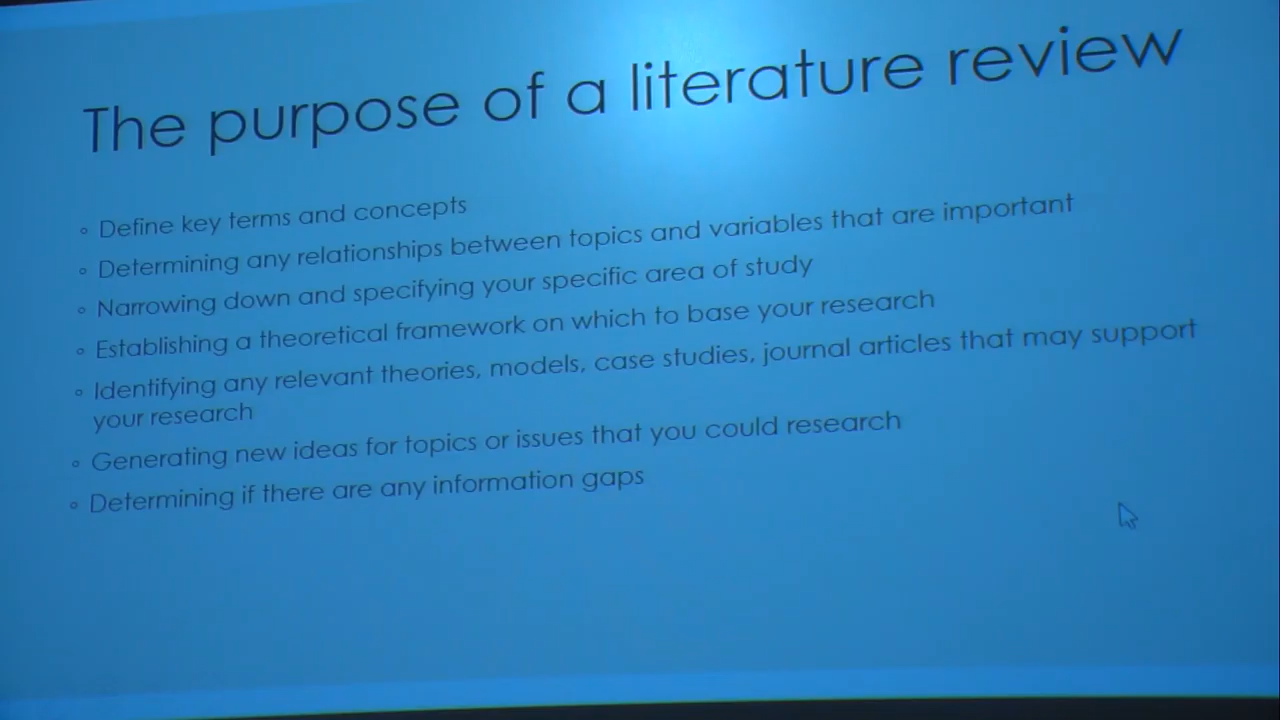 The purpose of a literature review
◦ Define key terms and concepts
◦ Determining any relationships between topics and variables that are important
◦ Narrowing down and specifying your specific area of study
◦ Establishing a theoretical framework on which to base your research
◦ Identifying any relevant theories, models, case studies, journal articles that may support
your research
◦ Generating new ideas for topics or issues that you could research
◦ Determining if there are any information gaps